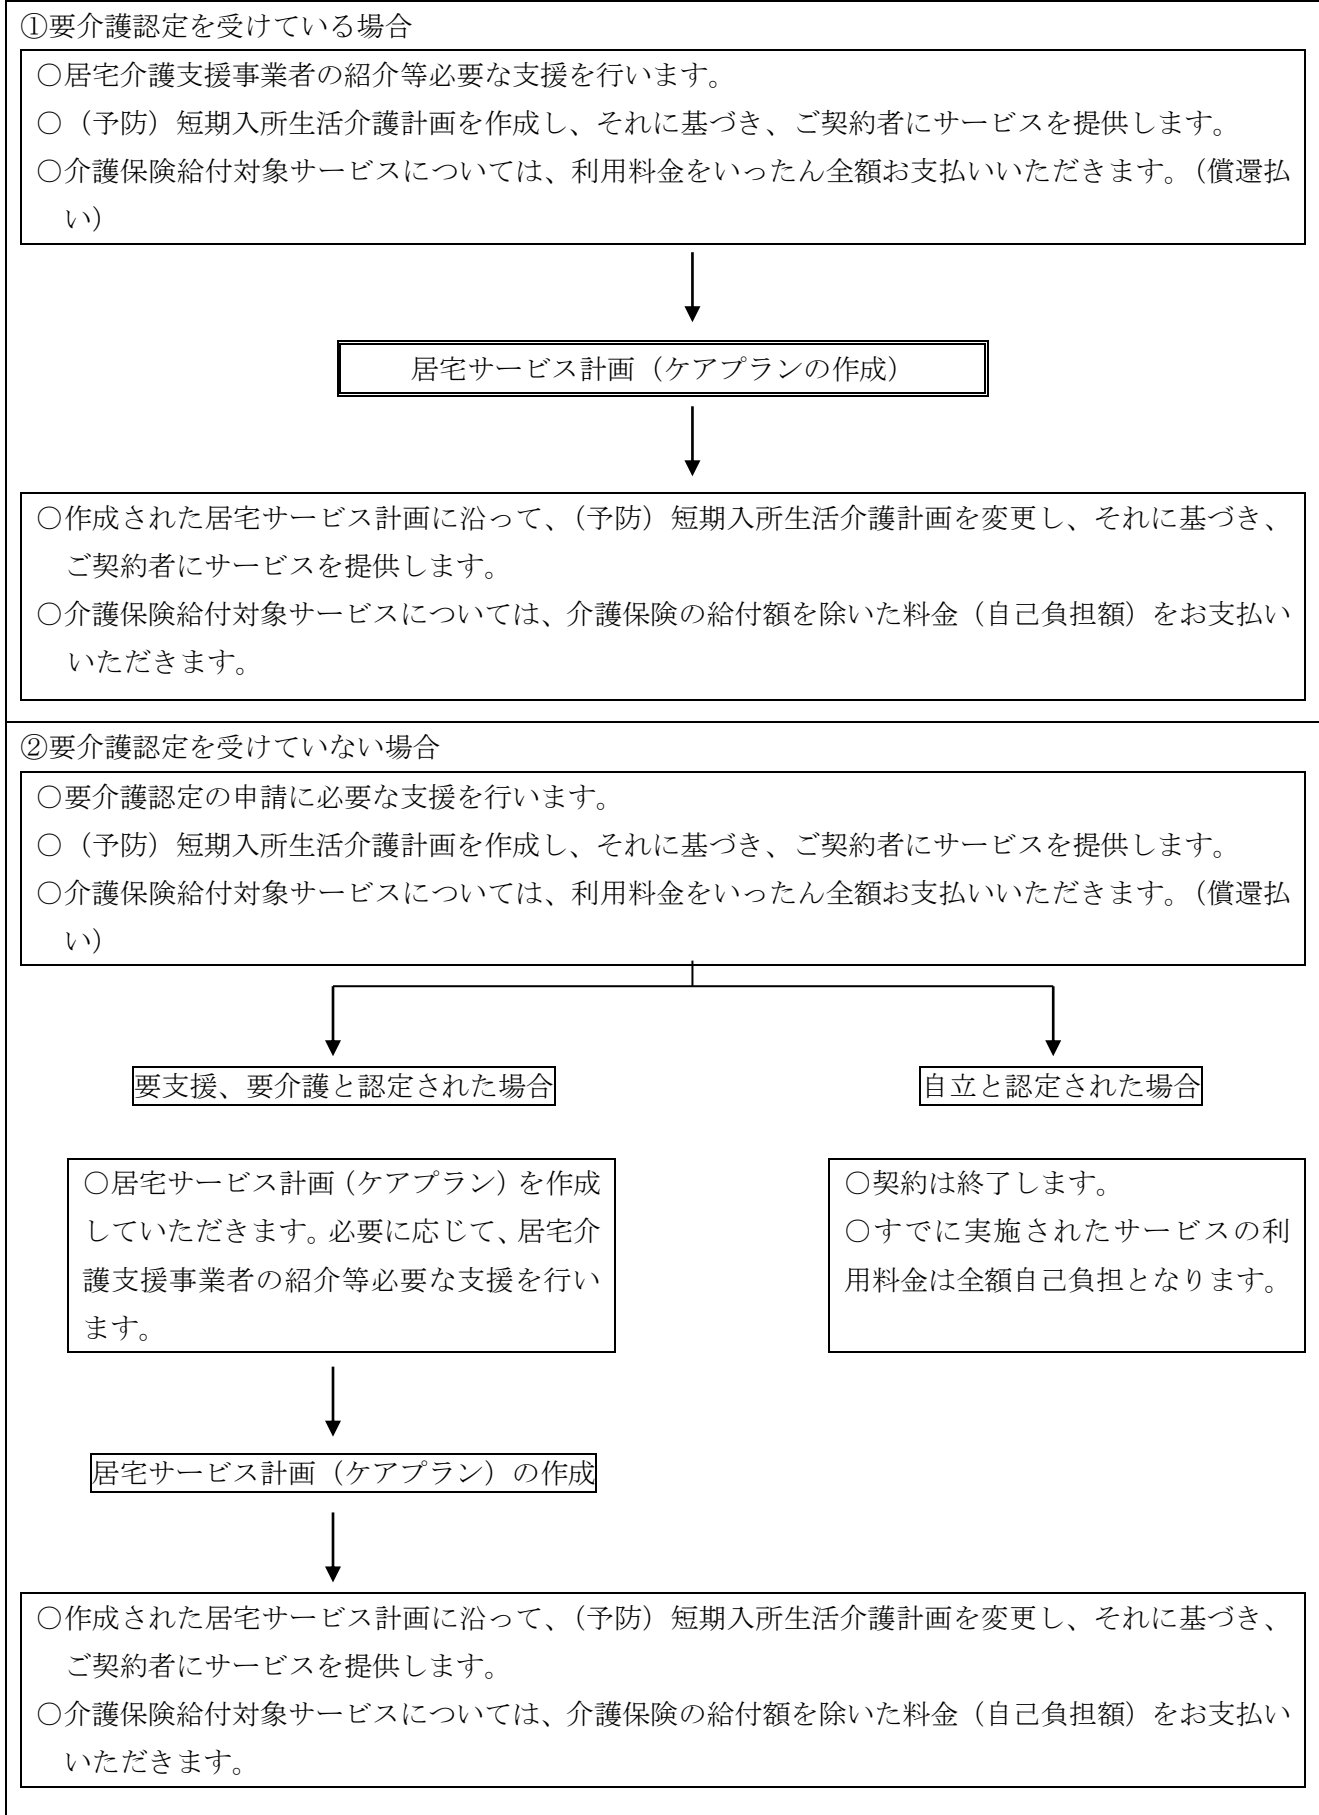 ①要介護認定を受けている場合
○居宅介護支援事業者の紹介等必要な支援を行います。
○（予防）短期入所生活介護計画を作成し、それに基づき、ご契約者にサービスを提供します。
○介護保険給付対象サービスについては、利用料金をいったん全額お支払いいただきます。（償還払
い）
居宅サービス計画（ケアプランの作成）
○作成された居宅サービス計画に沿って、（予防）短期入所生活介護計画を変更し、それに基づき、
ご契約者にサービスを提供します。
○介護保険給付対象サービスについては、介護保険の給付額を除いた料金（自己負担額）をお支払い
いただきます。
②要介護認定を受けていない場合
○要介護認定の申請に必要な支援を行います。
○（予防）短期入所生活介護計画を作成し、それに基づき、ご契約者にサービスを提供します。
○介護保険給付対象サービスについては、利用料金をいったん全額お支払いいただきます。（償還払
い）
要支援、要介護と認定された場合
自立と認定された場合
○居宅サービス計画（ケアプラン）を作成
していただきます。必要に応じて、居宅介
護支援事業者の紹介等必要な支援を行い
ます。
○契約は終了します。
○すでに実施されたサービスの利
用料金は全額自己負担となります。
居宅サービス計画（ケアプラン）の作成
○作成された居宅サービス計画に沿って、（予防）短期入所生活介護計画を変更し、それに基づき、
ご契約者にサービスを提供します。
○介護保険給付対象サービスについては、介護保険の給付額を除いた料金（自己負担額）をお支払い
いただきます。